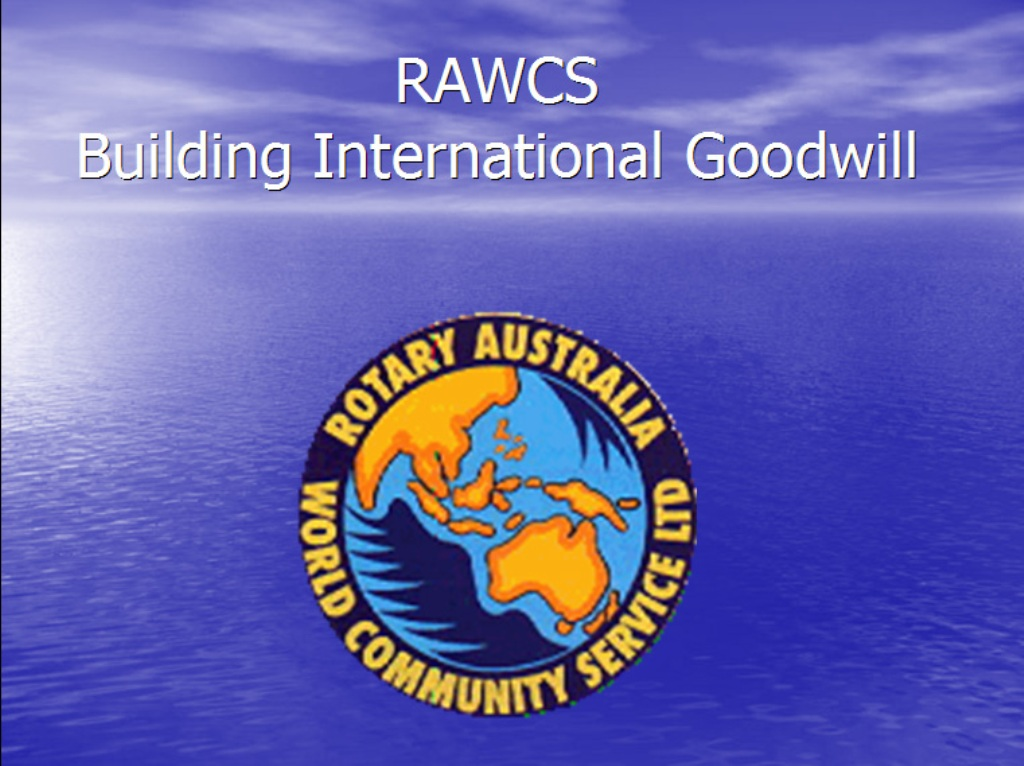 RAWCS
Building International Goodwill
ROTARY AUSTRALIA
WORLD COMMUNITY SERVICE LTD